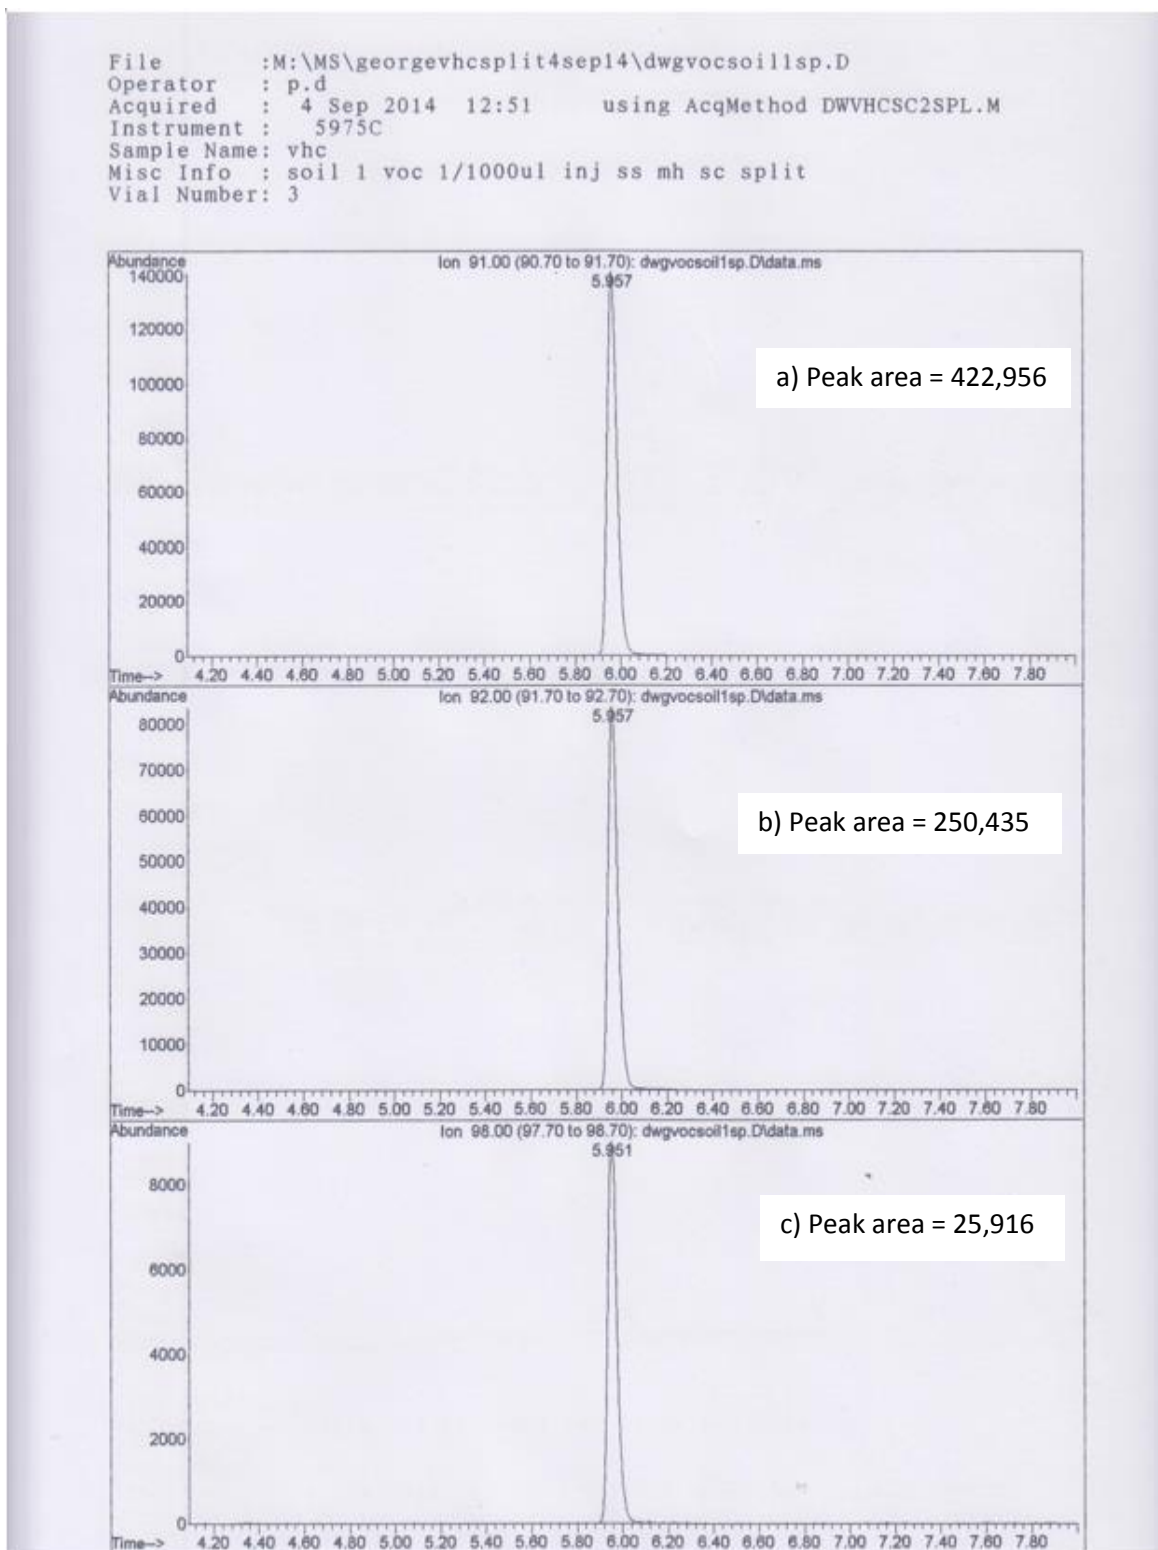 File :M:\MS\georgevhcsplit4sep14\dwgvocsoil1sp.D
Operator : p.d
Acquired : 4 Sep 2014 12:51 using AcqMethod DWVHCSC2SPL.M
Instrument : 5975C
Sample Name: vhc
Misc Info : soil 1 voc 1/1000ul inj ss mh sc split
Vial Number: 3
Abundance
Ion 91.00 (90.70 to 91.70): dwgvocsoil1sp.D\data.ms
5.957
140000
120000
a) Peak area = 422,956
100000
80000
60000
40000
20000
0
Time--> 4.20 4.40 4.60 4.80 5.00 5.20 5.40 5.60 5.80 6.00 6.20 6.40 6.60 6.80 7.00 7.20 7.40 7.60 7.80
Abundance
Ion 92.00 (91.70 to 92.70): dwgvocsoil1sp.D\data.ms
5.957
80000
70000
60000
b) Peak area = 250,435
50000
40000
30000
20000
10000
0
Time--> 4.20 4.40 4.60 4.80 5.00 5.20 5.40 5.60 5.80 6.00 6.20 6.40 6.60 6.80 7.00 7.20 7.40 7.60 7.80
Abundance
Ion 98.00 (97.70 to 98.70): dwgvocsoil1sp.D\data.ms
5.951
8000
c) Peak area = 25,916
6000
4000
2000
0
Time--> 4.20 4.40 4.60 4.80 5.00 5.20 5.40 5.60 5.80 6.00 6.20 6.40 6.60 6.80 7.00 7.20 7.40 7.60 7.80